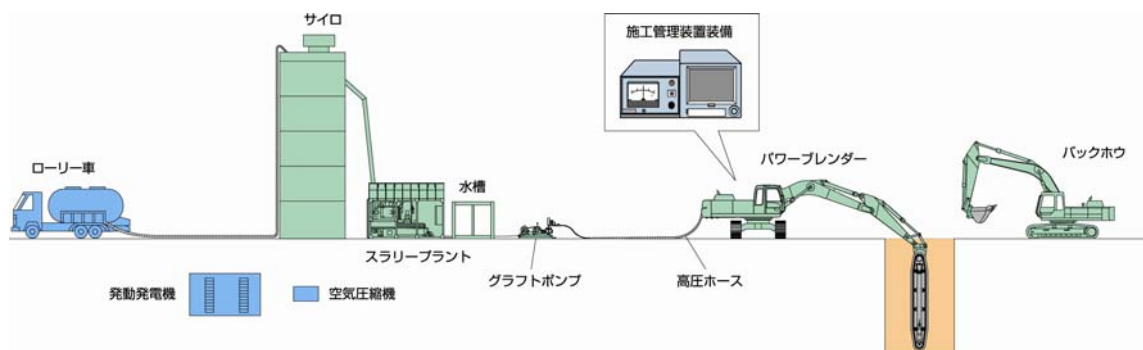 サイロ
施工管理装置装備
ローリー車
水槽
パワーブレンダー
バックホウ
スラリープラント
グラフトポンプ
高圧ホース
発動発電機
空気圧縮機